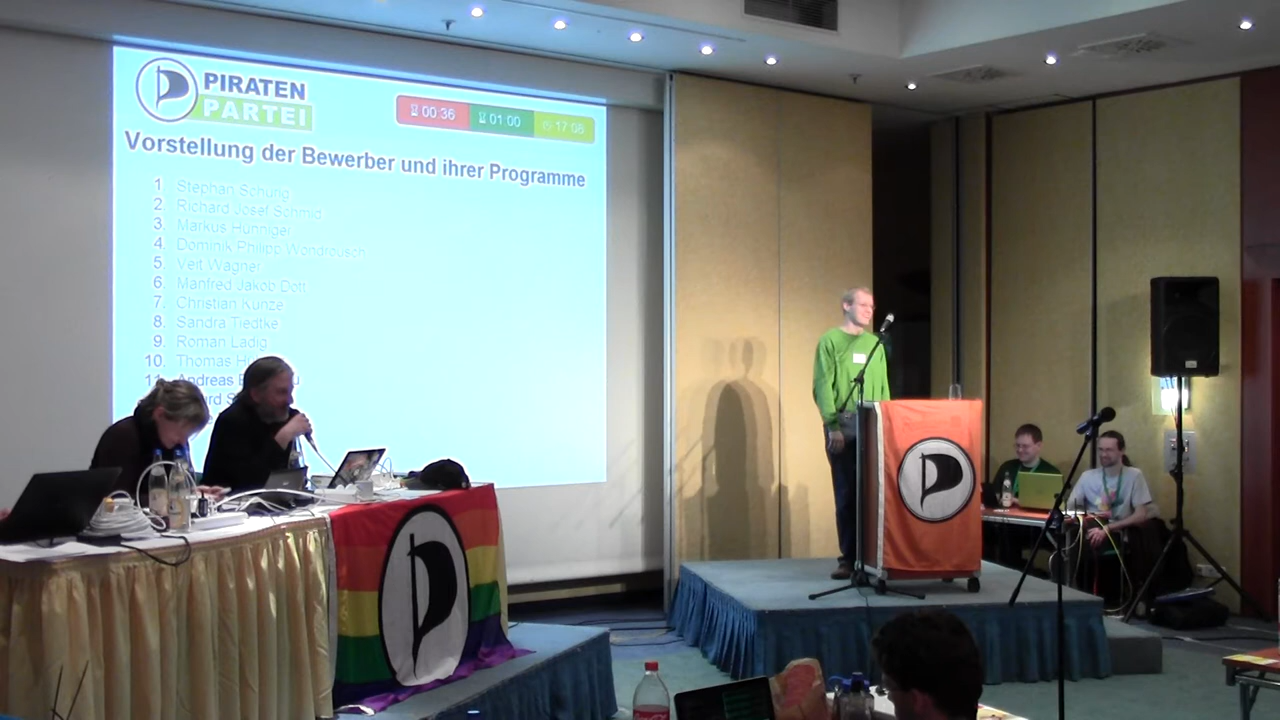 PIRATEN
PARTEI
00:36 01:00 17:08
Vorstellung der Bewerber und ihrer Programme
1 Stephan Schurig
2. Richard Josef Schmid
3. Markus Hünniger
4. Dominik Philipp Wondrousch
5. Veit Wagner
6. Manfred Jakob Dott
7. Christian Kunze
8. Sandra Tiedtke
9. Roman Ladig
10. Thomas
11. Andreas